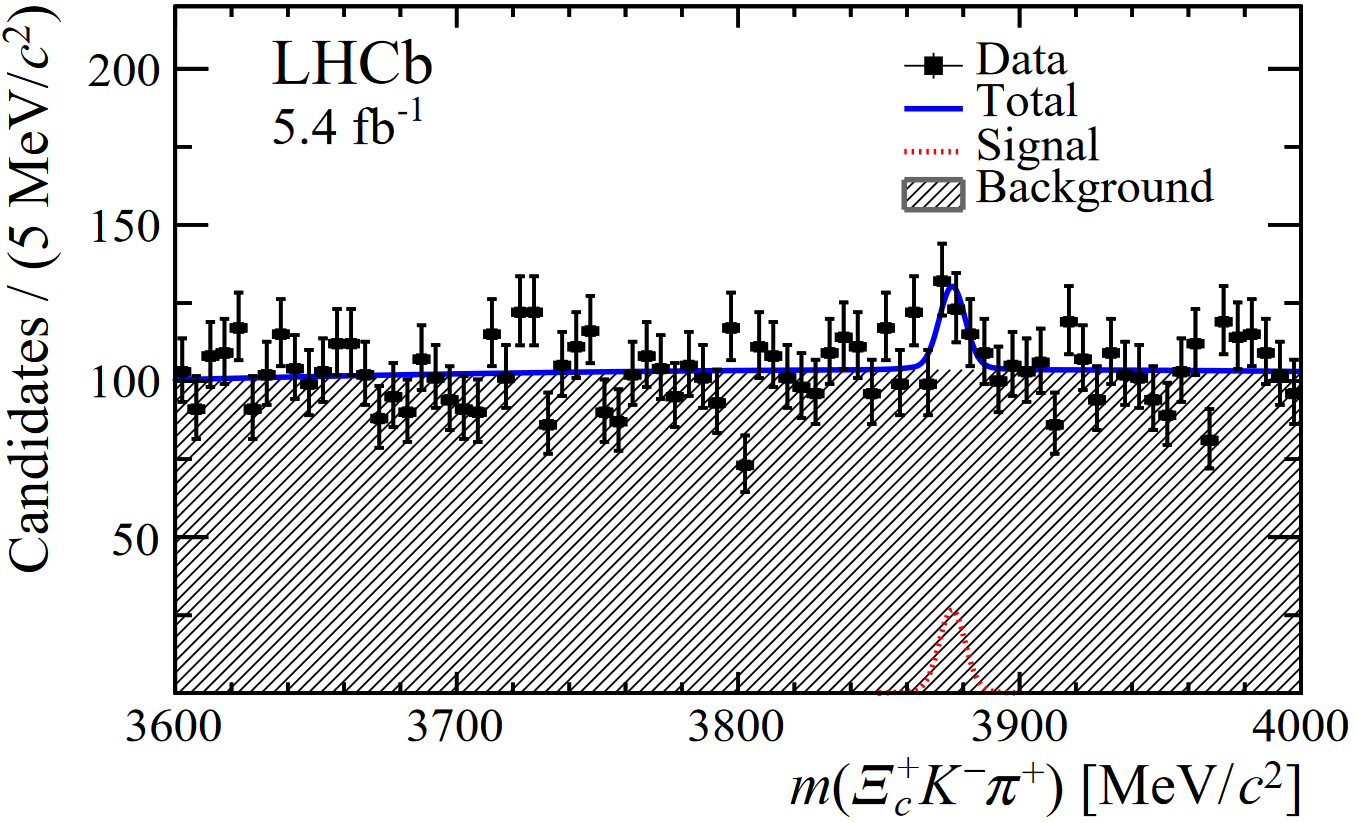 LHCb
5.4 fb⁻¹
Data
Total
Signal
Background
Candidates / (5 MeV/c²)
200
150
100
50
3600 3700 3800 3900 4000
m(Ξc⁺K⁻π⁺) [MeV/c²]